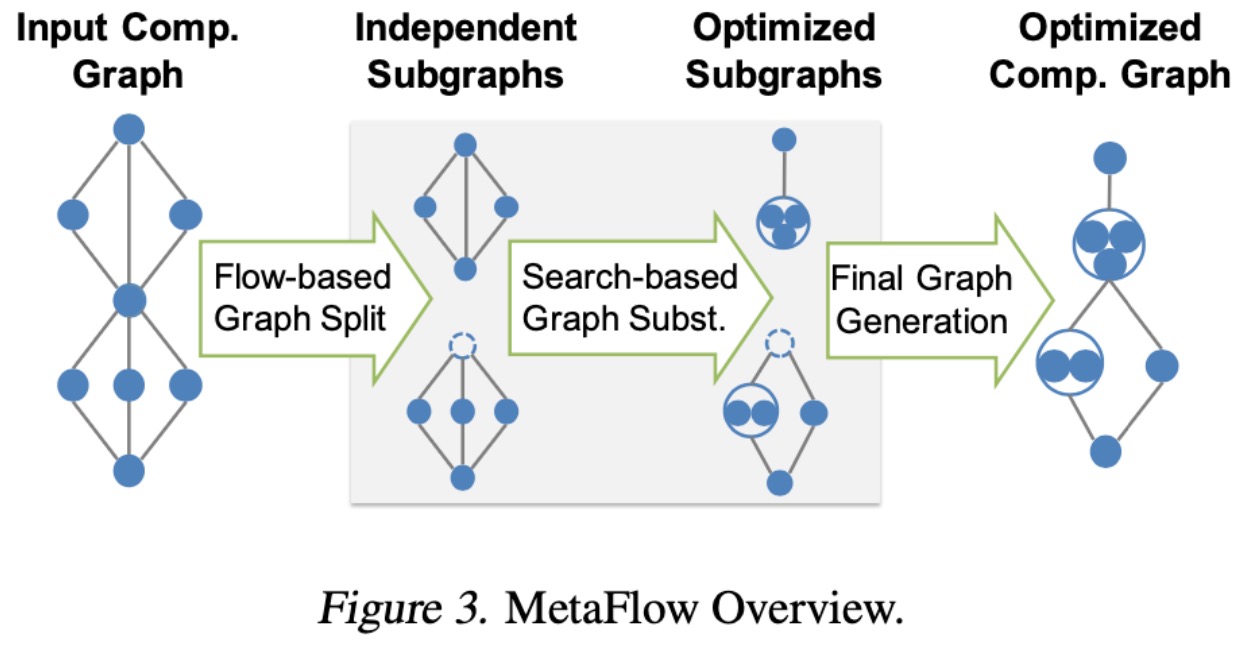 Input Comp.
Graph
Independent
Subgraphs
Optimized
Subgraphs
Optimized
Comp. Graph
Flow-based
Graph Split
Search-based
Graph Subst.
Final Graph
Generation
Figure 3. MetaFlow Overview.